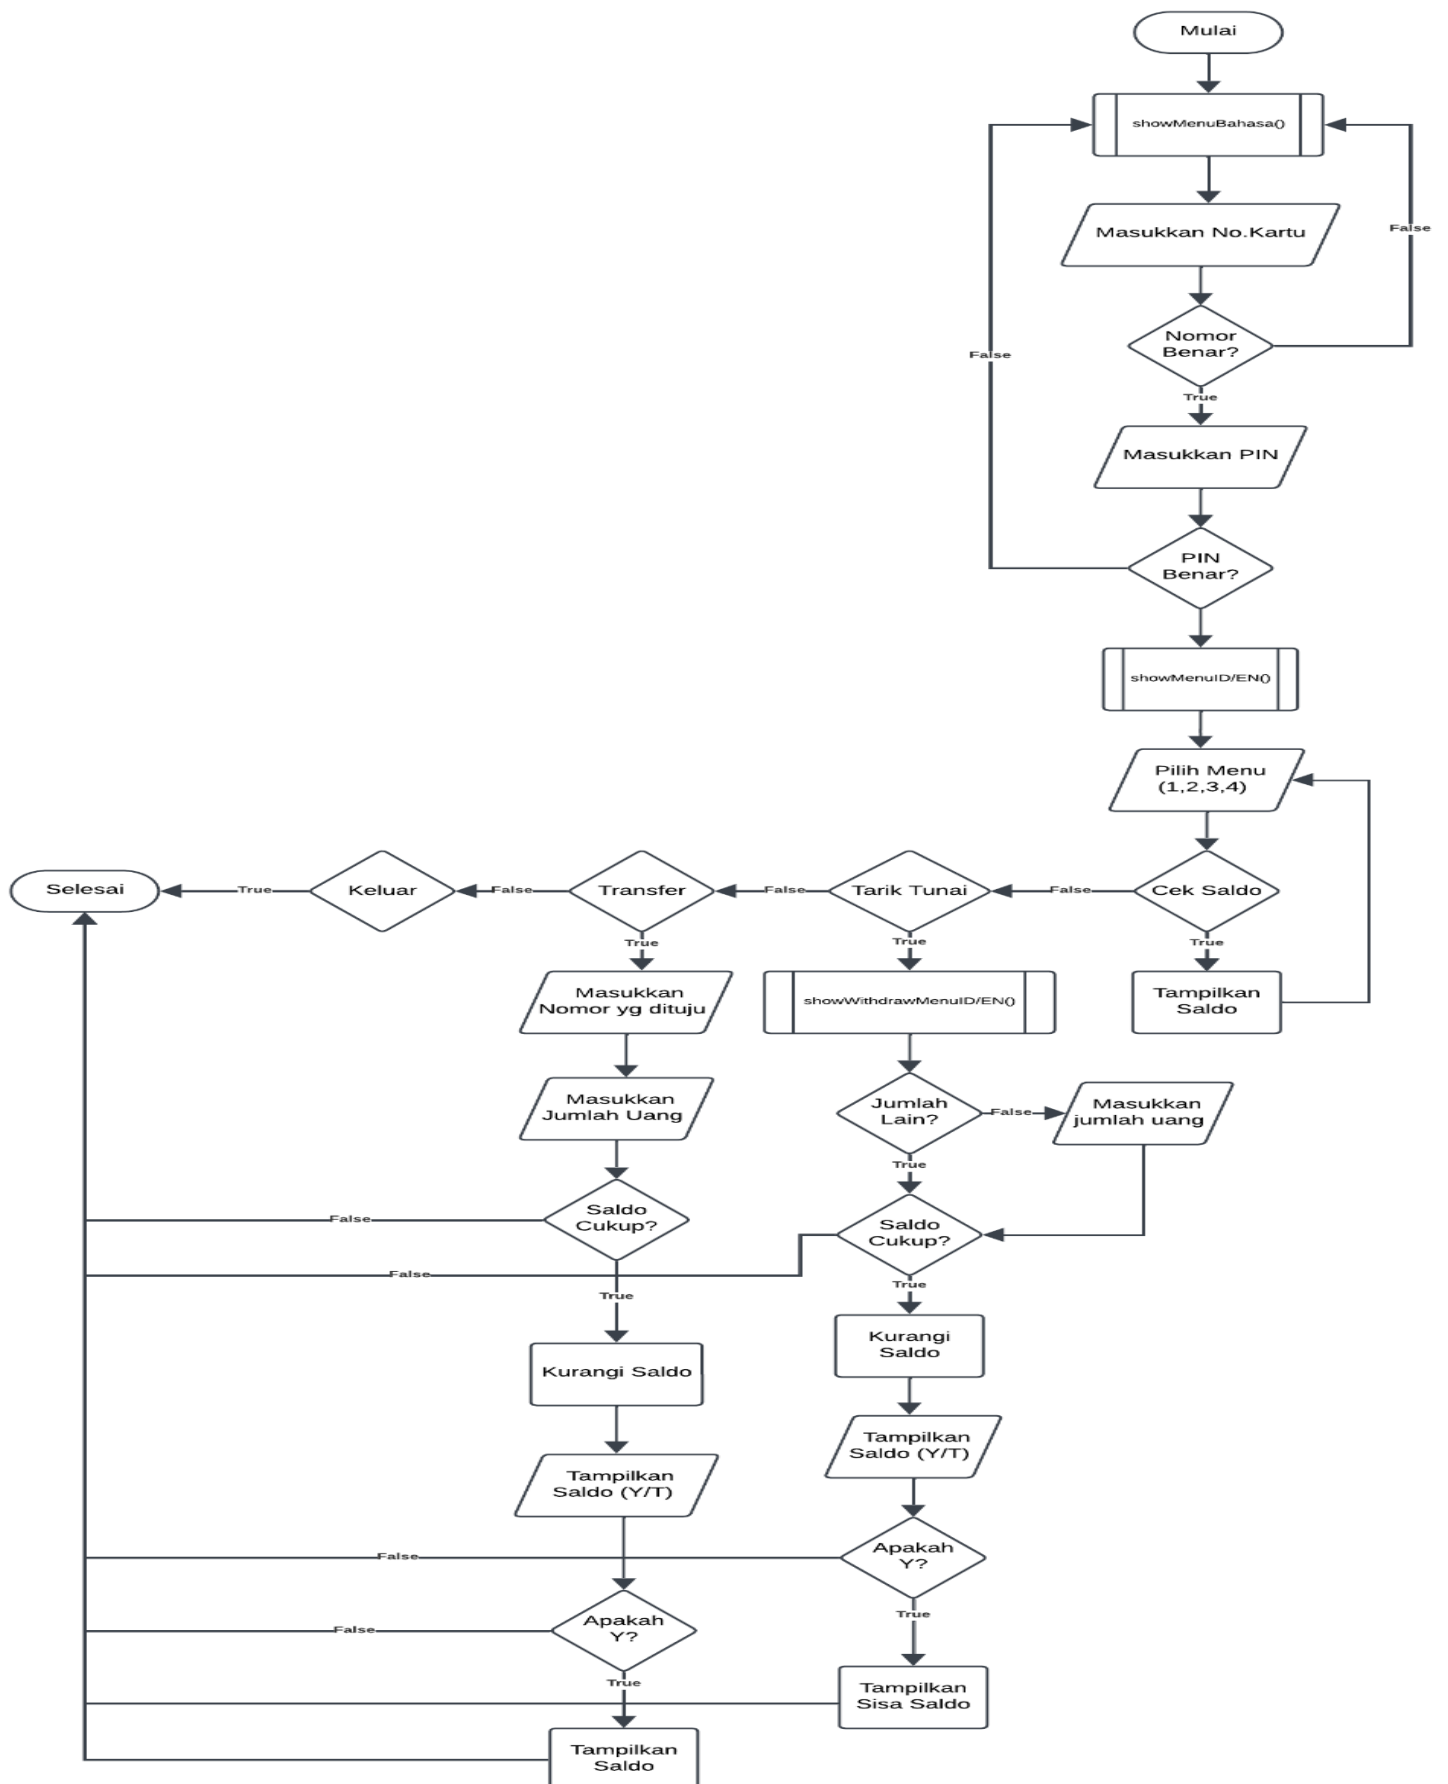 Mulai
showMenuBahasa()
Masukkan No.Kartu
False
Nomor
Benar?
False
True
Masukkan PIN
PIN
Benar?
showMenuID/EN()
Pilih Menu
(1,2,3,4)
Selesai
True
Keluar
False
Transfer
False
Tarik Tunai
False
Cek Saldo
True
True
True
Masukkan
Nomor yg dituju
showWithdrawMenuID/EN()
Tampilkan
Saldo
Masukkan
Jumlah Uang
Jumlah
Lain?
False
Masukkan
jumlah uang
True
Saldo
Cukup?
False
Saldo
Cukup?
False
True
True
Kurangi
Saldo
Kurangi Saldo
Tampilkan
Saldo (Y/T)
Tampilkan
Saldo (Y/T)
Apakah
Y?
False
True
Apakah
Y?
False
True
Tampilkan
Sisa Saldo
Tampilkan
Saldo